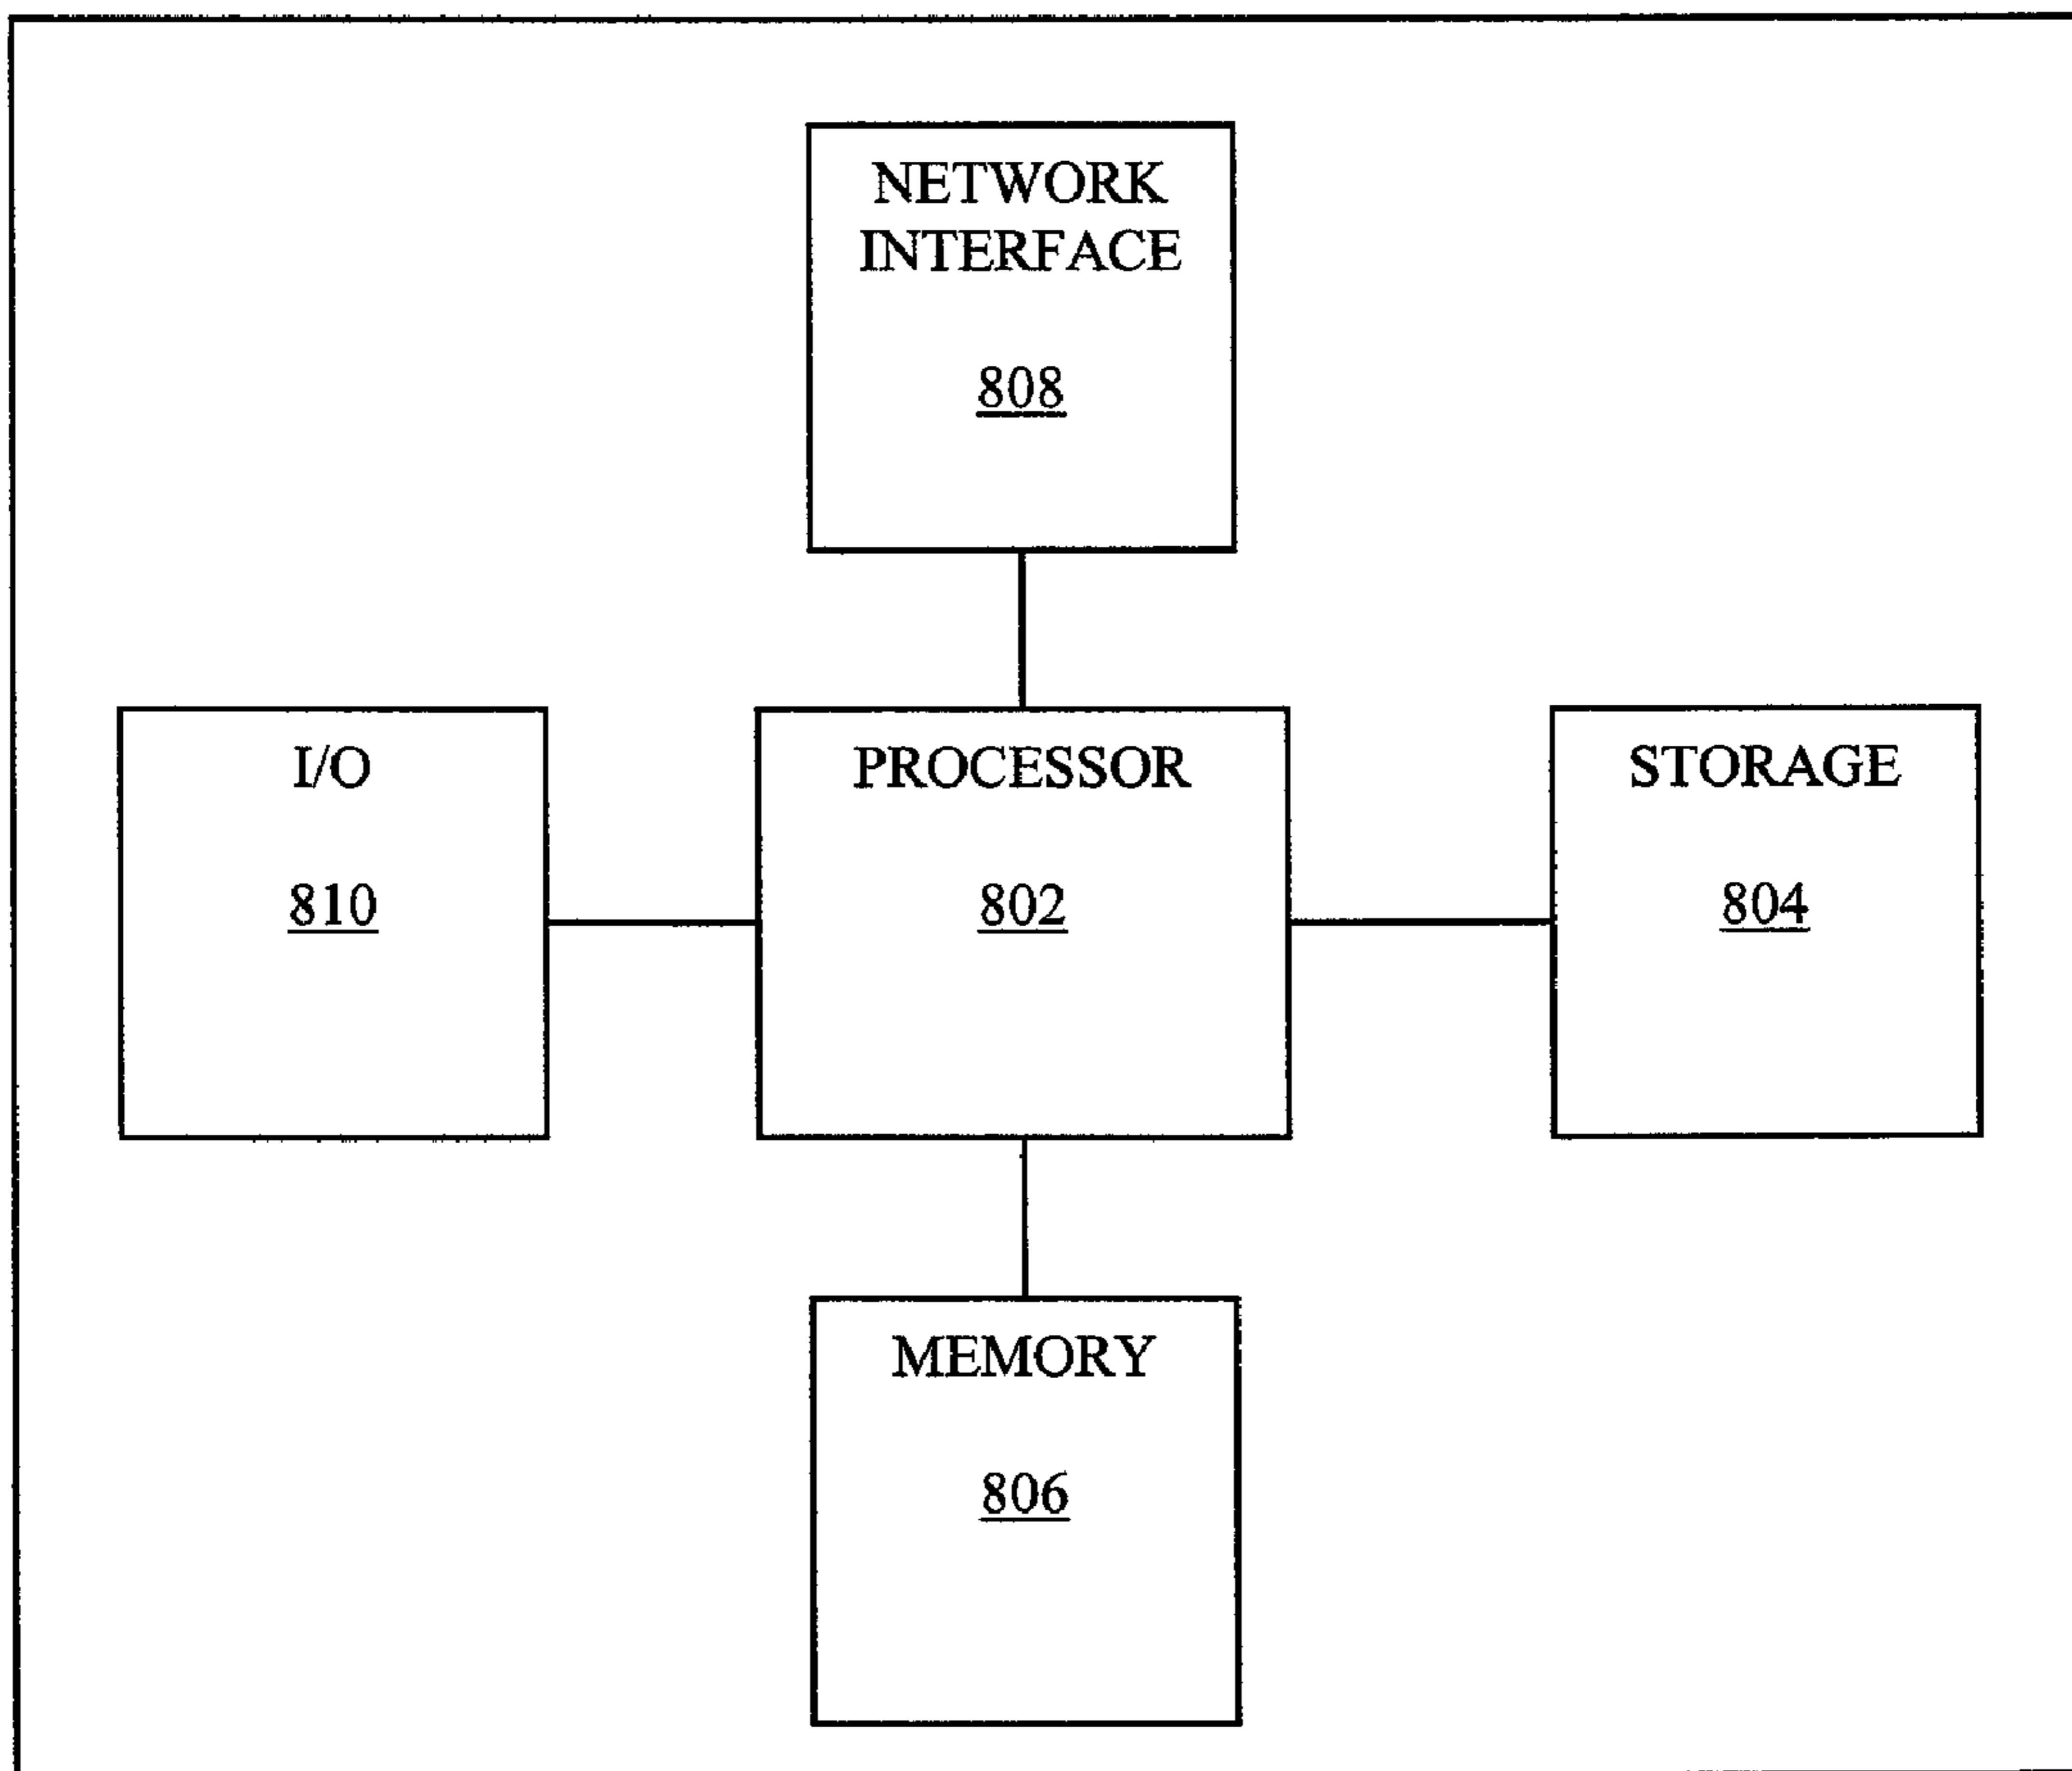 NETWORK
INTERFACE
808
I/O
810
PROCESSOR
802
STORAGE
804
MEMORY
806